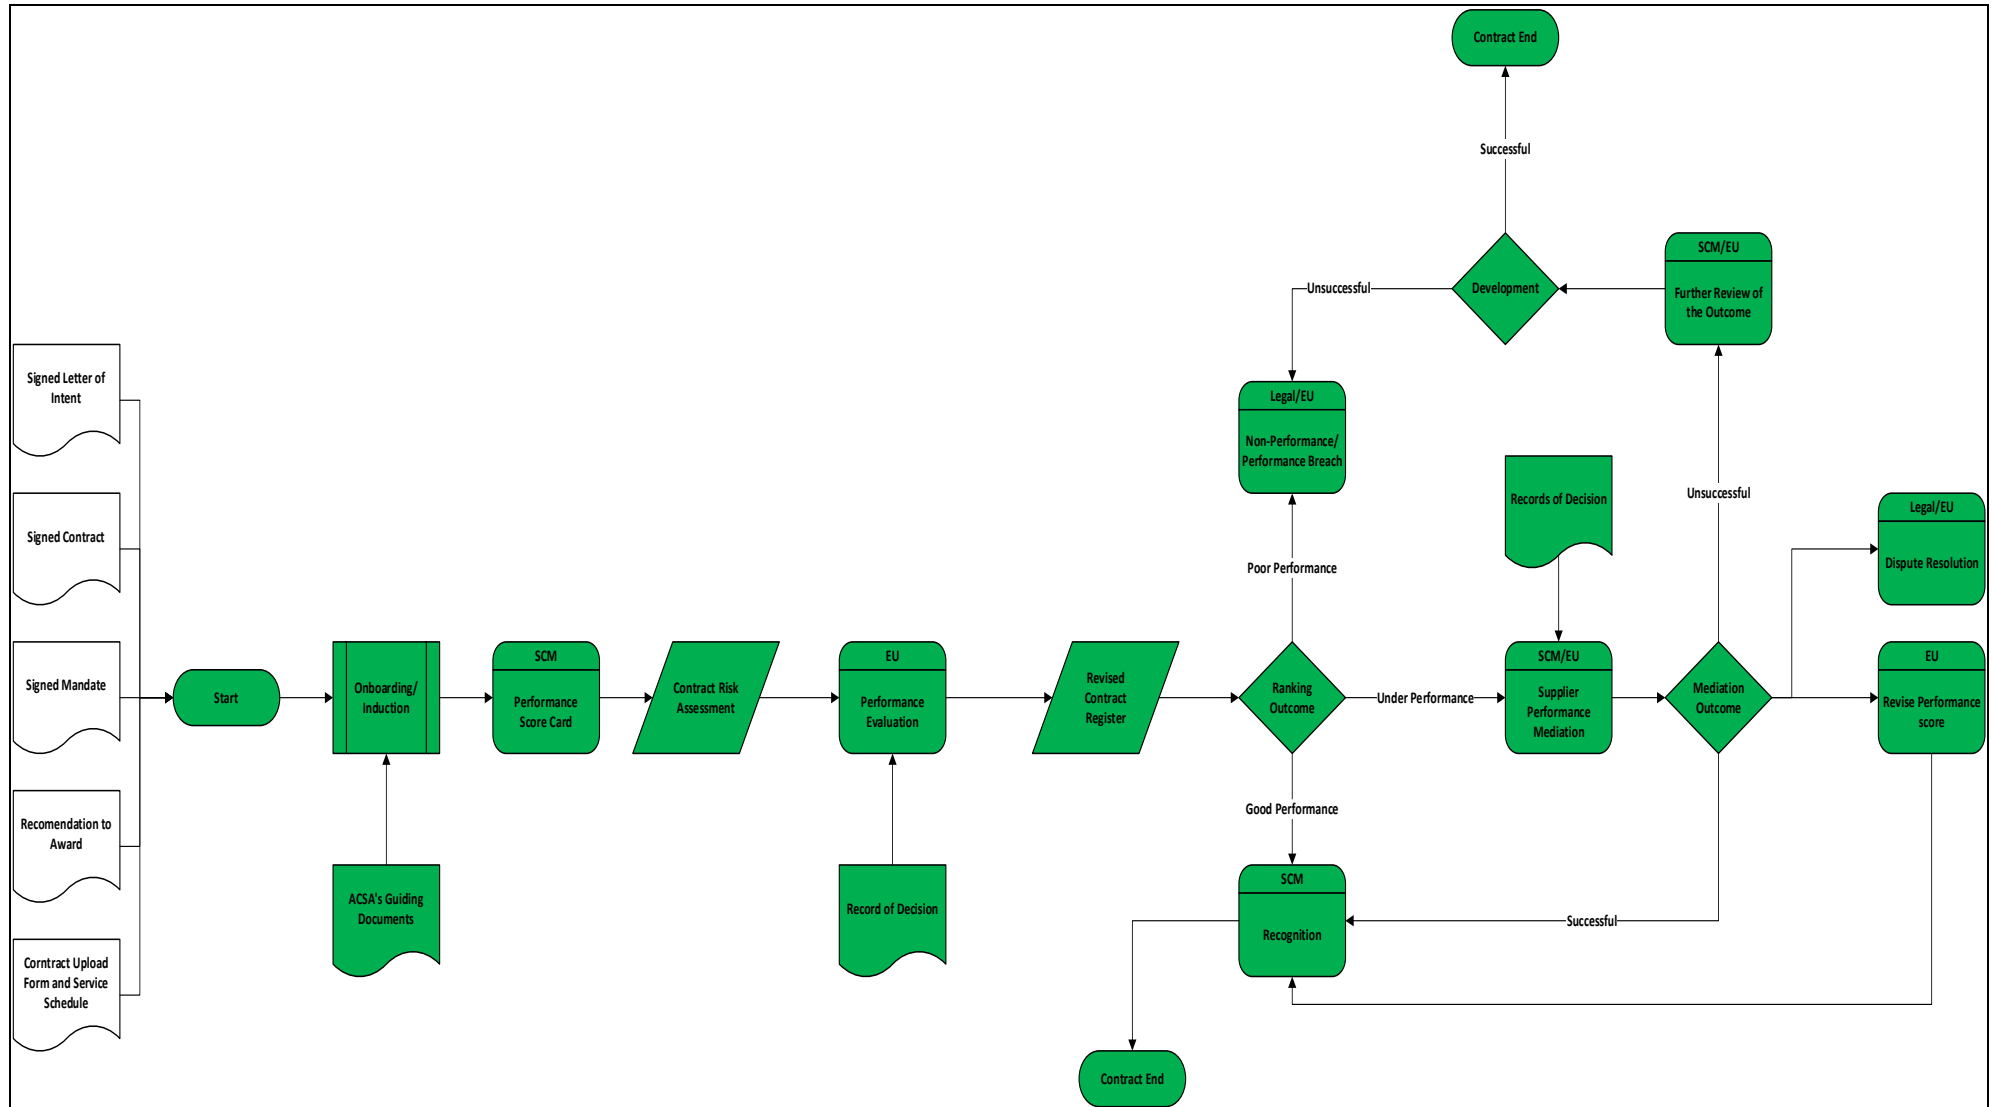 Contract End
Successful
Development
Unsuccessful
SCM/EU
Further Review of
the Outcome
Signed Letter of
Intent
Legal/EU
Non-Performance/
Performance Breach
Records of Decision
Unsuccessful
Legal/EU
Dispute Resolution
Signed Contract
Poor Performance
Signed Mandate
Start
Onboarding/
Induction
SCM
Performance
Score Card
Contract Risk
Assessment
EU
Performance
Evaluation
Revised
Contract
Register
Ranking
Outcome
Under Performance
SCM/EU
Supplier
Performance
Mediation
Mediation
Outcome
EU
Revise Performance
score
Good Performance
Recomendation to
Award
ACSA's Guiding
Documents
Record of Decision
SCM
Recognition
Successful
Corntract Upload
Form and Service
Schedule
Contract End